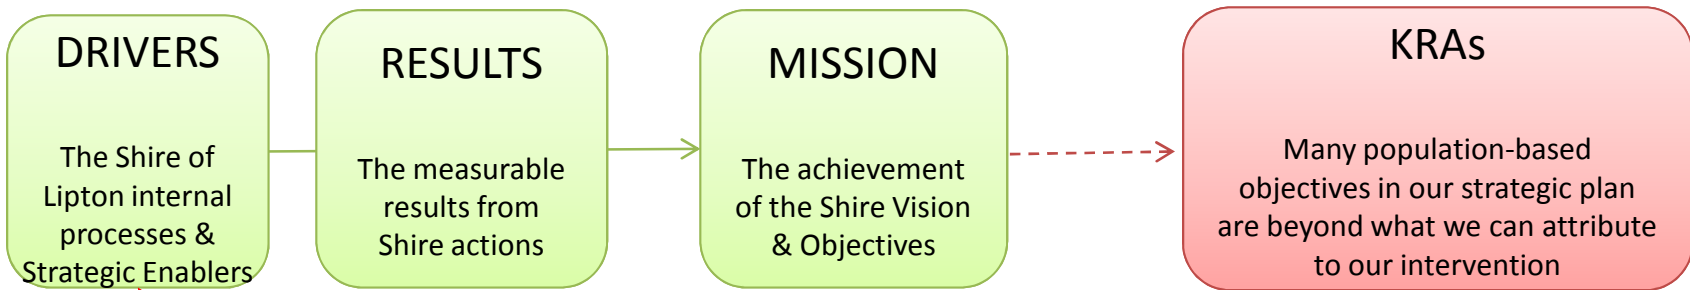 DRIVERS
The Shire of
Lipton internal
processes &
Strategic Enablers
RESULTS
The measurable
results from
Shire actions
MISSION
The achievement
of the Shire Vision
& Objectives
KRAs
Many population-based
objectives in our strategic plan
are beyond what we can attribute
to our intervention